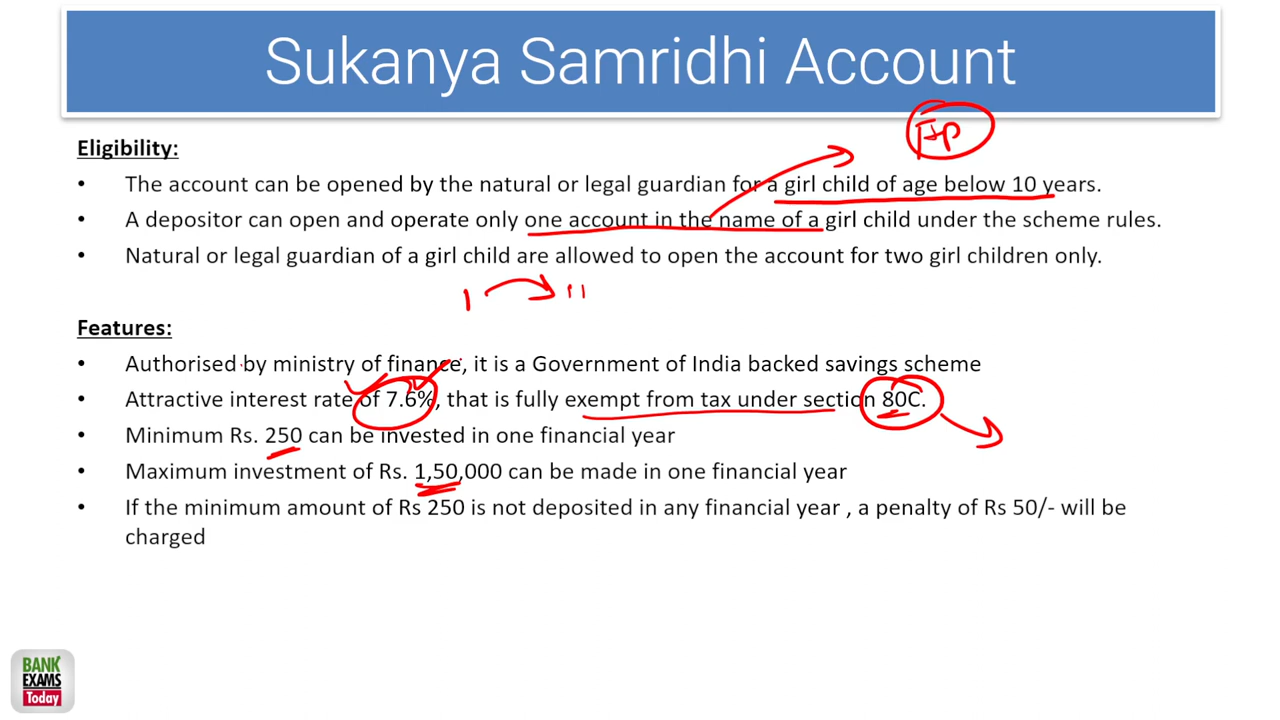 Sukanya Samridhi Account
Eligibility:
• The account can be opened by the natural or legal guardian for a girl child of age below 10 years.
• A depositor can open and operate only one account in the name of a girl child under the scheme rules.
• Natural or legal guardian of a girl child are allowed to open the account for two girl children only.
Features:
• Authorised by ministry of finance, it is a Government of India backed savings scheme
• Attractive interest rate of 7.6%, that is fully exempt from tax under section 80C.
• Minimum Rs. 250 can be invested in one financial year
• Maximum investment of Rs. 1,50,000 can be made in one financial year
• If the minimum amount of Rs 250 is not deposited in any financial year , a penalty of Rs 50/- will be
charged
BANK
EXAMS
Today